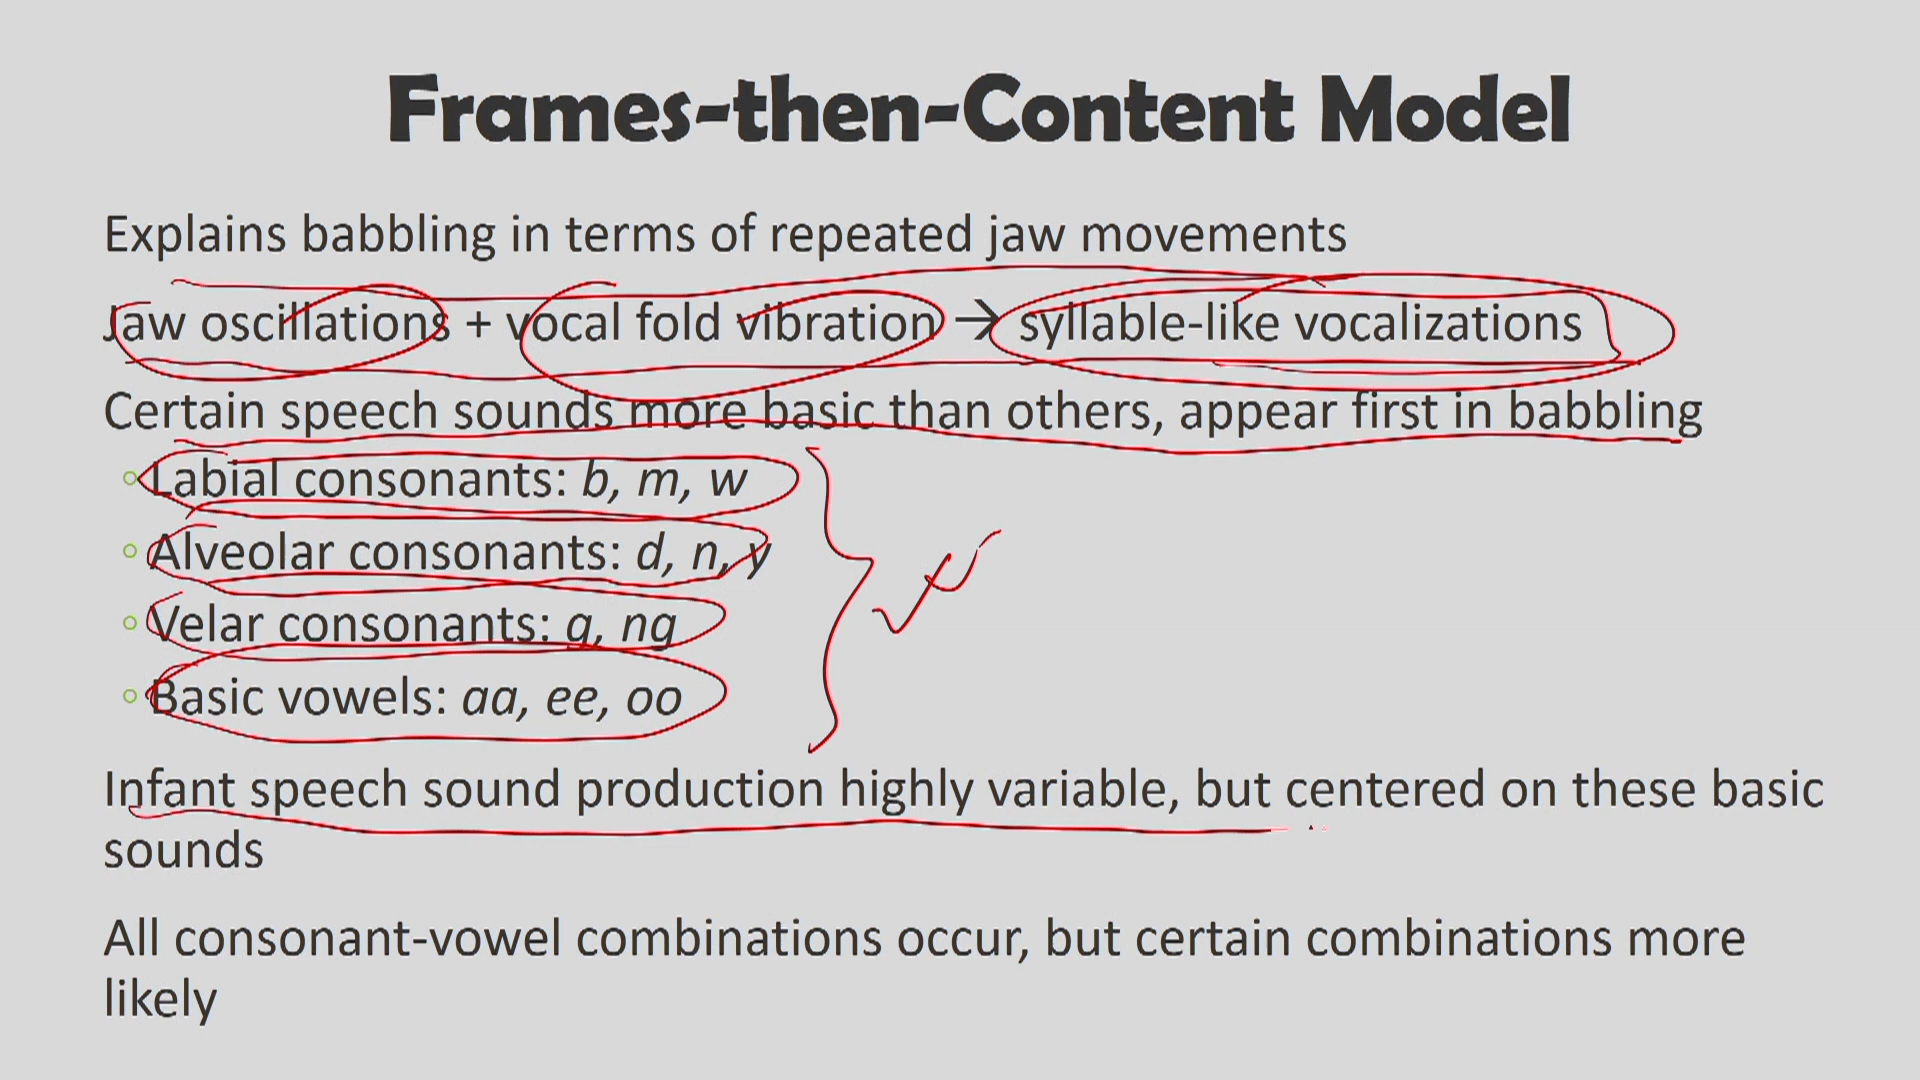 Frames-then-Content Model
Explains babbling in terms of repeated jaw movements
Jaw oscillations + vocal fold vibration → syllable-like vocalizations
Certain speech sounds more basic than others, appear first in babbling
◦ Labial consonants: b, m, w
◦ Alveolar consonants: d, n, y
◦ Velar consonants: g, ng
◦ Basic vowels: aa, ee, oo
Infant speech sound production highly variable, but centered on these basic
sounds
All consonant-vowel combinations occur, but certain combinations more
likely